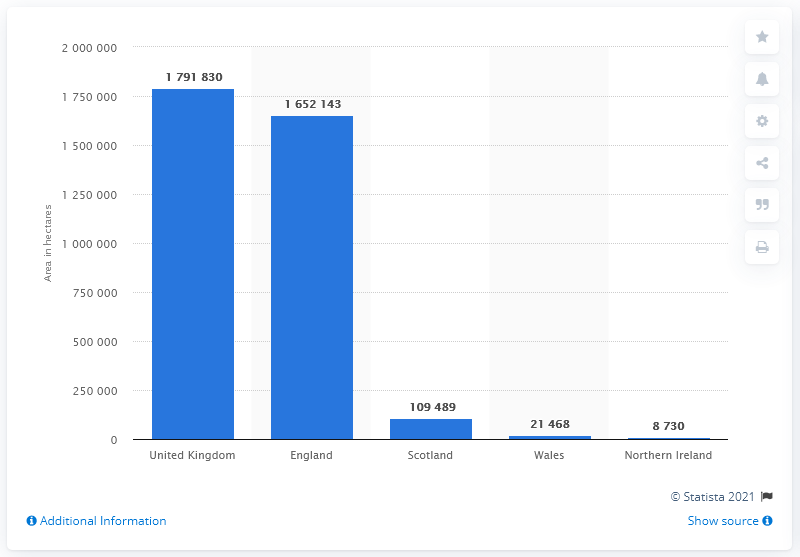 2 000 000
1 750 000
1 500 000
1 250 000
1 000 000
750 000
500 000
250 000
0
Area in hectares
1 791 830
1 652 143
109 489
21 468
8 730
United Kingdom
England
Scotland
Wales
Northern Ireland
© Statista 2021
Additional Information
Show source